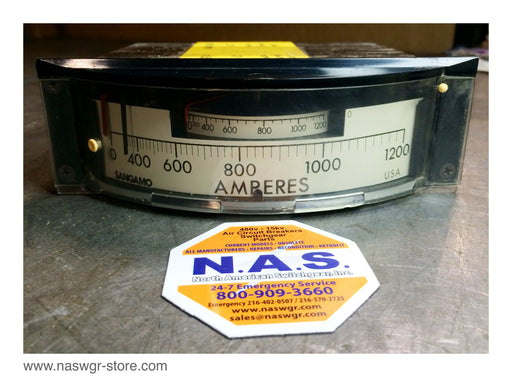 200 400 600 800 1000 1200
0
0 400 600 800 1000 1200
SANGAMO AMPERES USA
480v - 15kv
Air Circuit Breakers
Switchgear
Parts
CURRENT MODELS - OBSOLETE
ALL MANUFACTURERS - REPAIRS - RECONDITION - RETROFIT
N.A.S.
North American Switchgear, Inc.
24-7 Emergency Service
800-909-3660
Emergency 216-402-0507 / 216-570-2725
www.naswgr.com
sales@naswgr.com
www.naswgr-store.com